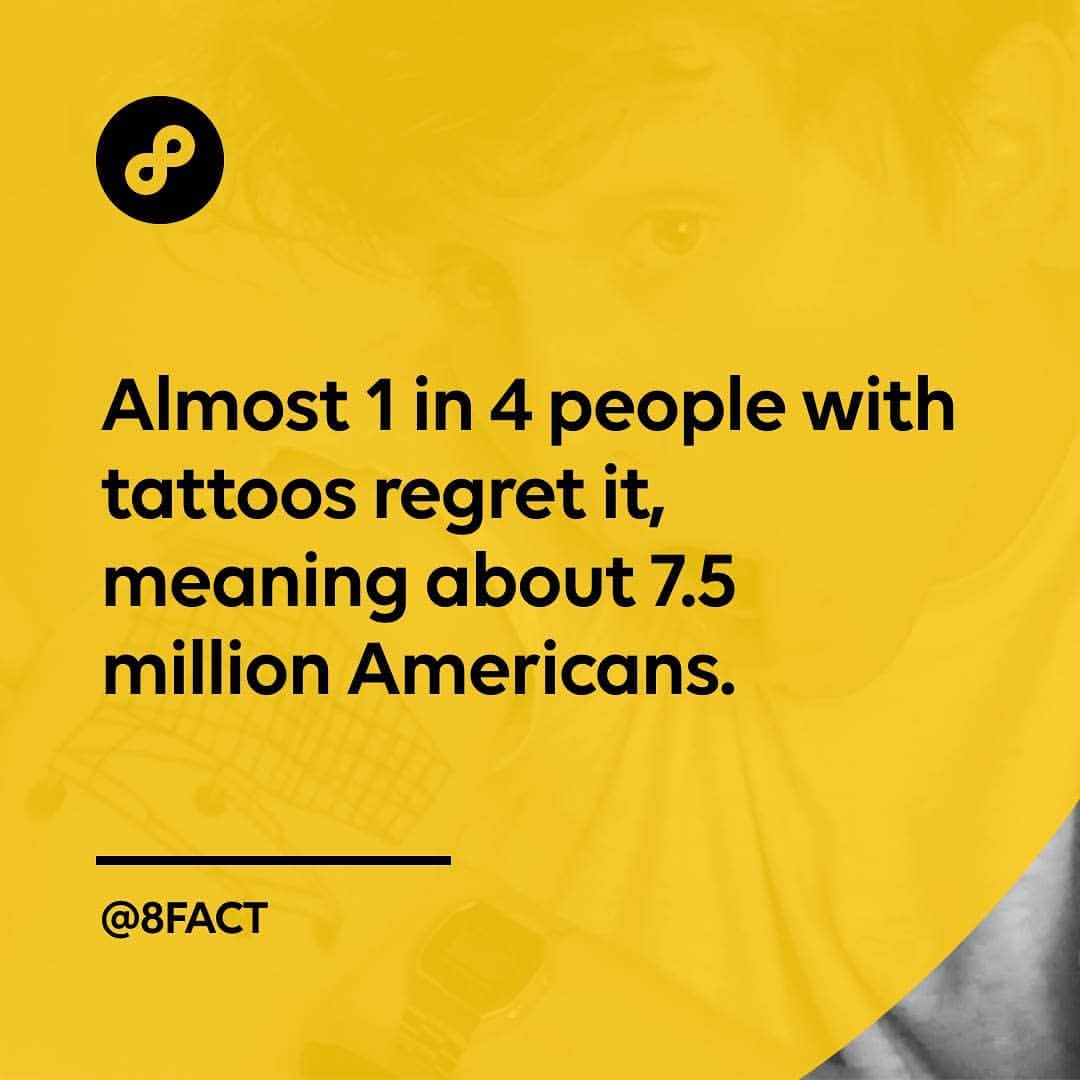 Almost 1 in 4 people with
tattoos regret it,
meaning about 7.5
million Americans.
@8FACT